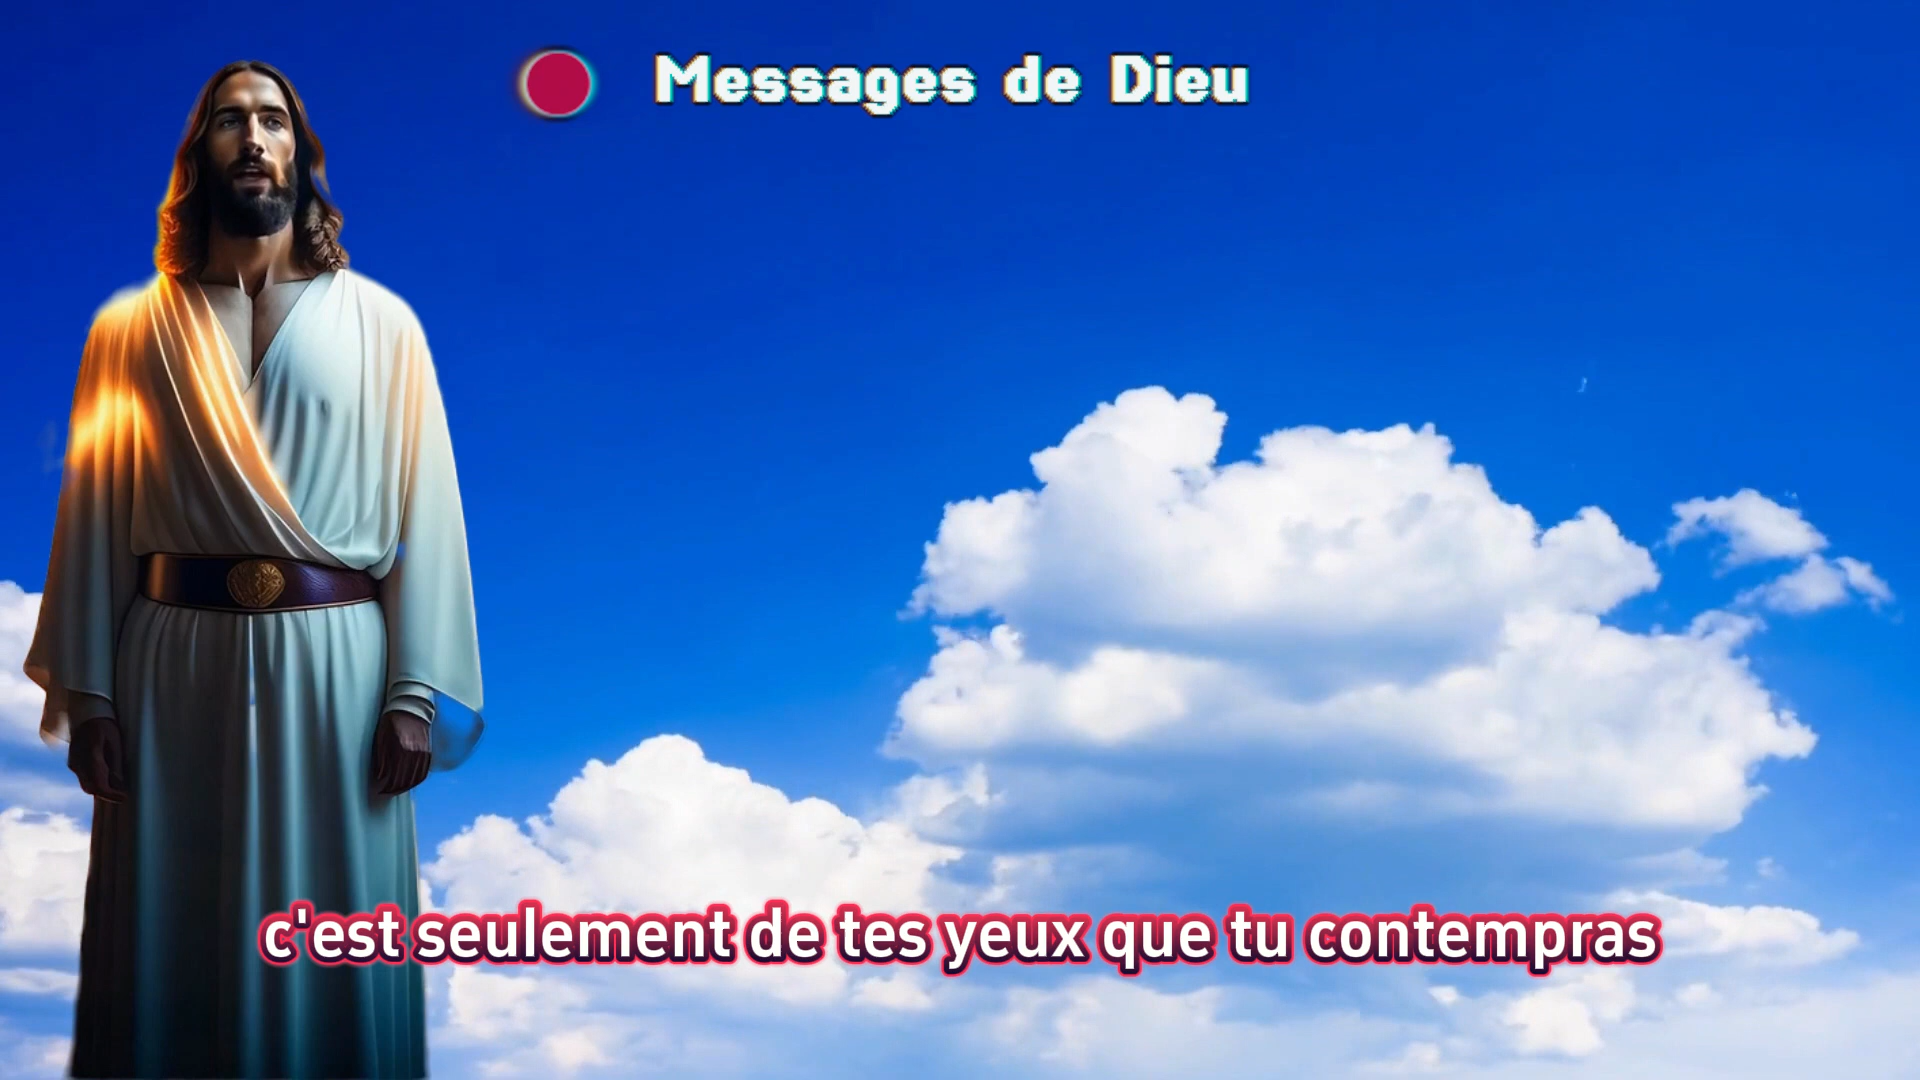 Messages de Dieu
c'est seulement de tes yeux que tu contempras